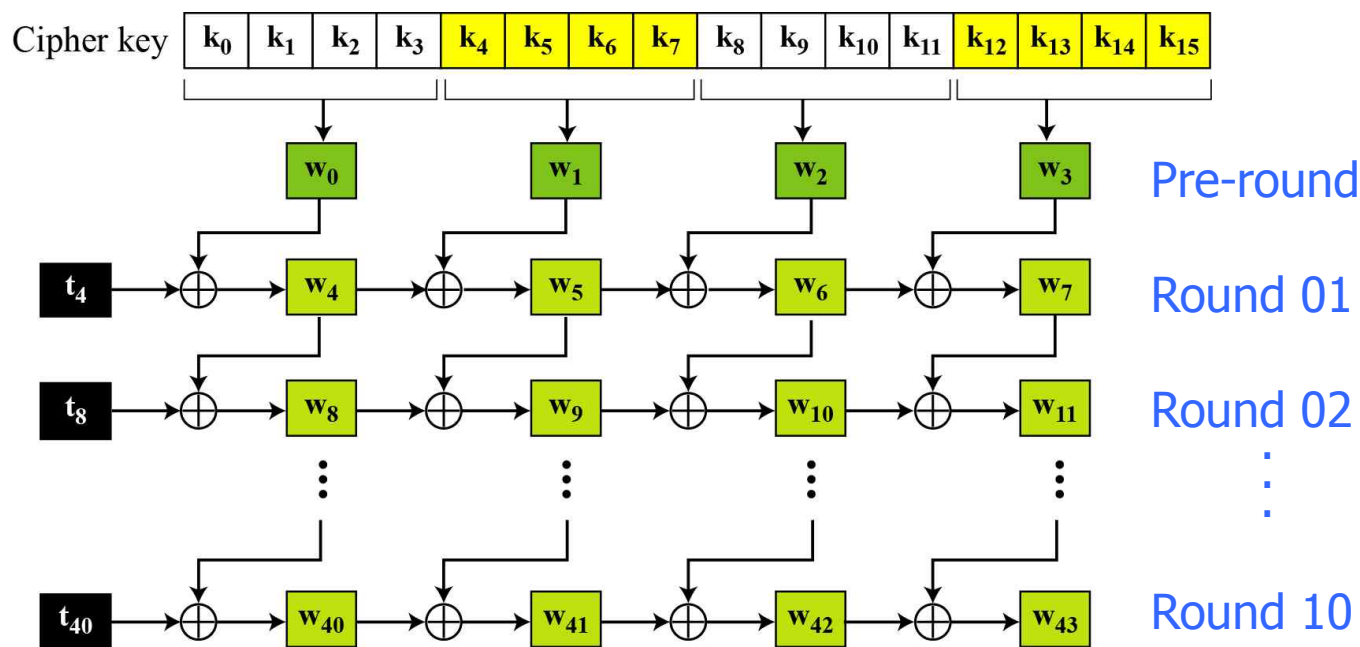 Cipher key k0 k1 k2 k3 k4 k5 k6 k7 k8 k9 k10 k11 k12 k13 k14 k15
w0 w1 w2 w3 Pre-round
t4 w4 w5 w6 w7 Round 01
t8 w8 w9 w10 w11 Round 02
t40 w40 w41 w42 w43 Round 10